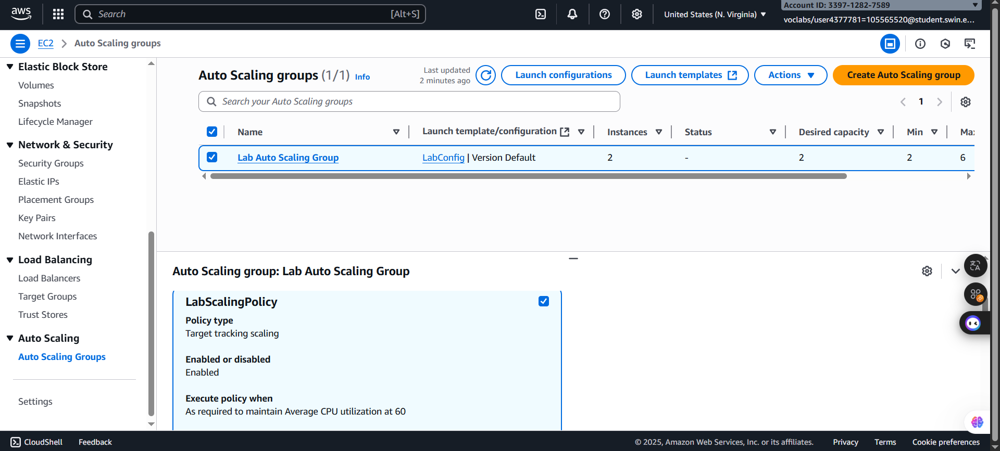 aws
Search [Alt+S]
United States (N. Virginia)
Account ID: 3397-1282-7589
voclabs/user4377781=105565520@student.swin.e...
EC2 > Auto Scaling groups
Elastic Block Store
Volumes
Snapshots
Lifecycle Manager
Network & Security
Security Groups
Elastic IPs
Placement Groups
Key Pairs
Network Interfaces
Load Balancing
Load Balancers
Target Groups
Trust Stores
Auto Scaling
Auto Scaling Groups
Settings
Auto Scaling groups (1/1) Info
Last updated
2 minutes ago
Launch configurations
Launch templates
Actions
Create Auto Scaling group
Search your Auto Scaling groups
1
Name Launch template/configuration Instances Status Desired capacity Min Max
Lab Auto Scaling Group LabConfig | Version Default 2 - 2 2 6
Auto Scaling group: Lab Auto Scaling Group
LabScalingPolicy
Policy type
Target tracking scaling
Enabled or disabled
Enabled
Execute policy when
As required to maintain Average CPU utilization at 60
CloudShell Feedback
© 2025, Amazon Web Services, Inc. or its affiliates. Privacy Terms Cookie preferences